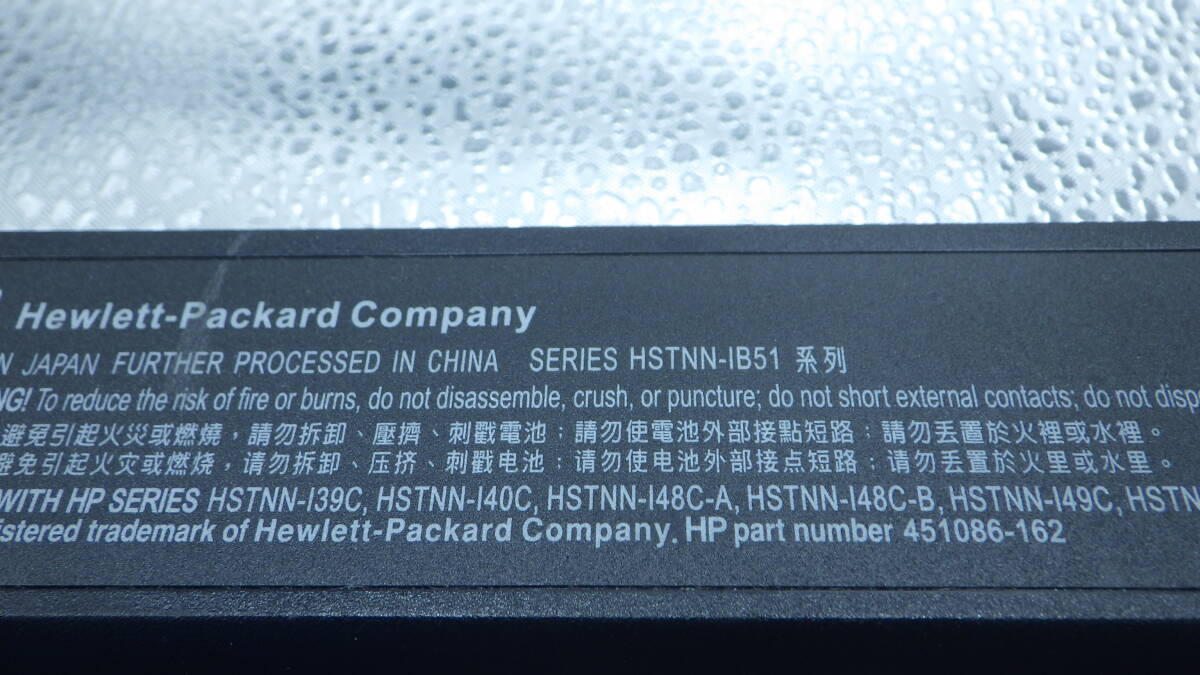 Hewlett-Packard Company
N JAPAN FURTHER PROCESSED IN CHINA SERIES HSTNN-IB51 系列
NG! To reduce the risk of fire or burns, do not disassemble, crush, or puncture; do not short external contacts; do not disp
避免引起火災或燃燒，請勿拆卸、壓擠、刺戳電池；請勿使電池外部接點短路；請勿丟置於火裡或水裡。
避免引起火灾或燃烧，请勿拆卸、压挤、刺戳电池；请勿使电池外部接点短路；请勿丢置於火里或水里。
WITH HP SERIES HSTNN-I39C, HSTNN-I40C, HSTNN-I48C-A, HSTNN-I48C-B, HSTNN-I49C, HSTN
istered trademark of Hewlett-Packard Company. HP part number 451086-162